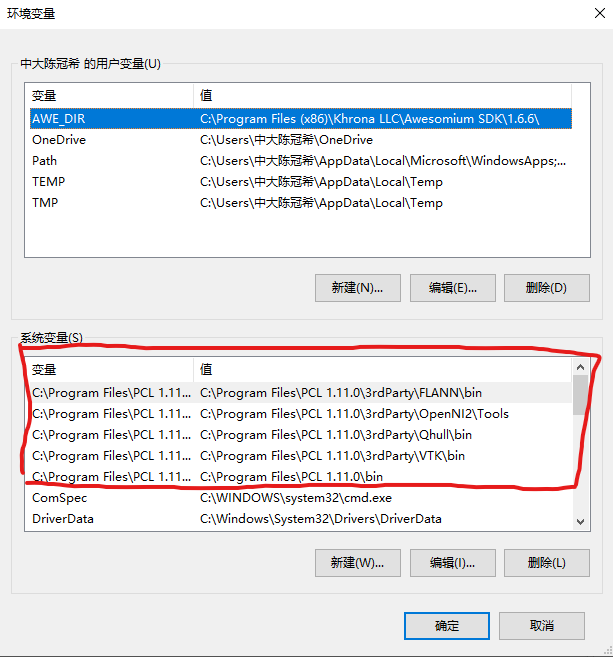 环境变量
中大陈冠希 的用户变量(U)
变量 值
AWE_DIR C:\Program Files (x86)\Khrona LLC\Awesomium SDK\1.6.6\
OneDrive C:\Users\中大陈冠希\OneDrive
Path C:\Users\中大陈冠希\AppData\Local\Microsoft\WindowsApps;...
TEMP C:\Users\中大陈冠希\AppData\Local\Temp
TMP C:\Users\中大陈冠希\AppData\Local\Temp
新建(N)... 编辑(E)... 删除(D)
系统变量(S)
变量 值
C:\Program Files\PCL 1.11... C:\Program Files\PCL 1.11.0\3rdParty\FLANN\bin
C:\Program Files\PCL 1.11... C:\Program Files\PCL 1.11.0\3rdParty\OpenNI2\Tools
C:\Program Files\PCL 1.11... C:\Program Files\PCL 1.11.0\3rdParty\Qhull\bin
C:\Program Files\PCL 1.11... C:\Program Files\PCL 1.11.0\3rdParty\VTK\bin
C:\Program Files\PCL 1.11... C:\Program Files\PCL 1.11.0\bin
ComSpec C:\WINDOWS\system32\cmd.exe
DriverData C:\Windows\System32\Drivers\DriverData
新建(W)... 编辑(I)... 删除(L)
确定 取消